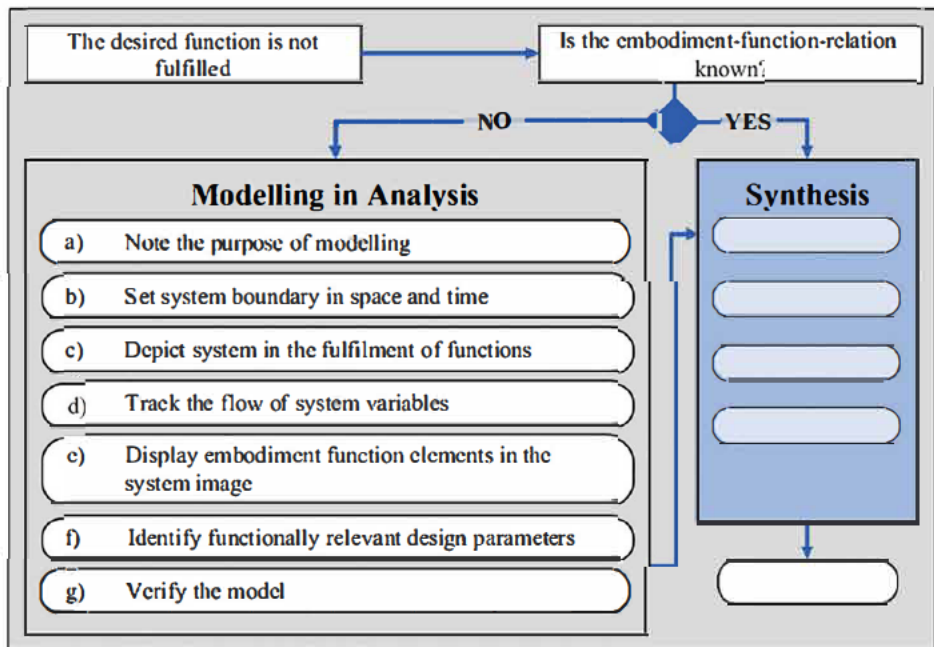 The desired function is not
fulfilled
Is the embodiment-function-relation
known?
NO
YES
Modelling in Analysis
a) Note the purpose of modelling
b) Set system boundary in space and time
c) Depict system in the fulfilment of functions
d) Track the flow of system variables
e) Display embodiment function elements in the
system image
f) Identify functionally relevant design parameters
g) Verify the model
Synthesis